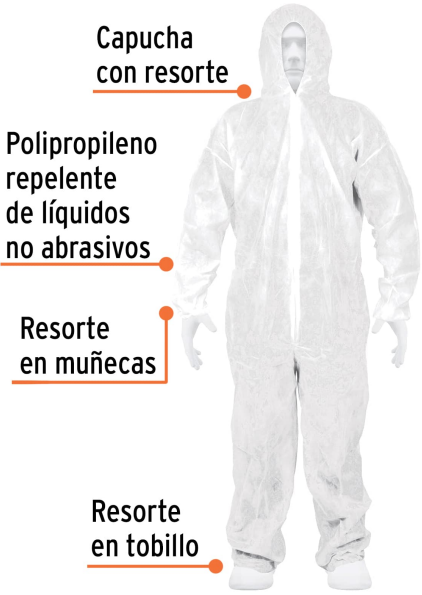 Capucha
con resorte
Polipropileno
repelente
de líquidos
no abrasivos
Resorte
en muñecas
Resorte
en tobillo